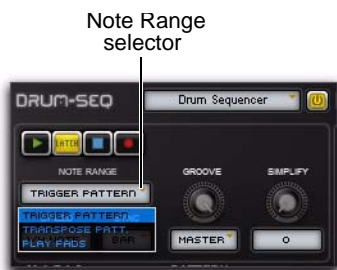 Note Range
selector
DRUM-SEQ
Drum Sequencer
LATCH
NOTE RANGE
GROOVE
SIMPLIFY
TRIGGER PATTERN
TRIGGER PATTERN
TRANSPOSE PATT.
PLAY PADS
BAR
MASTER
0